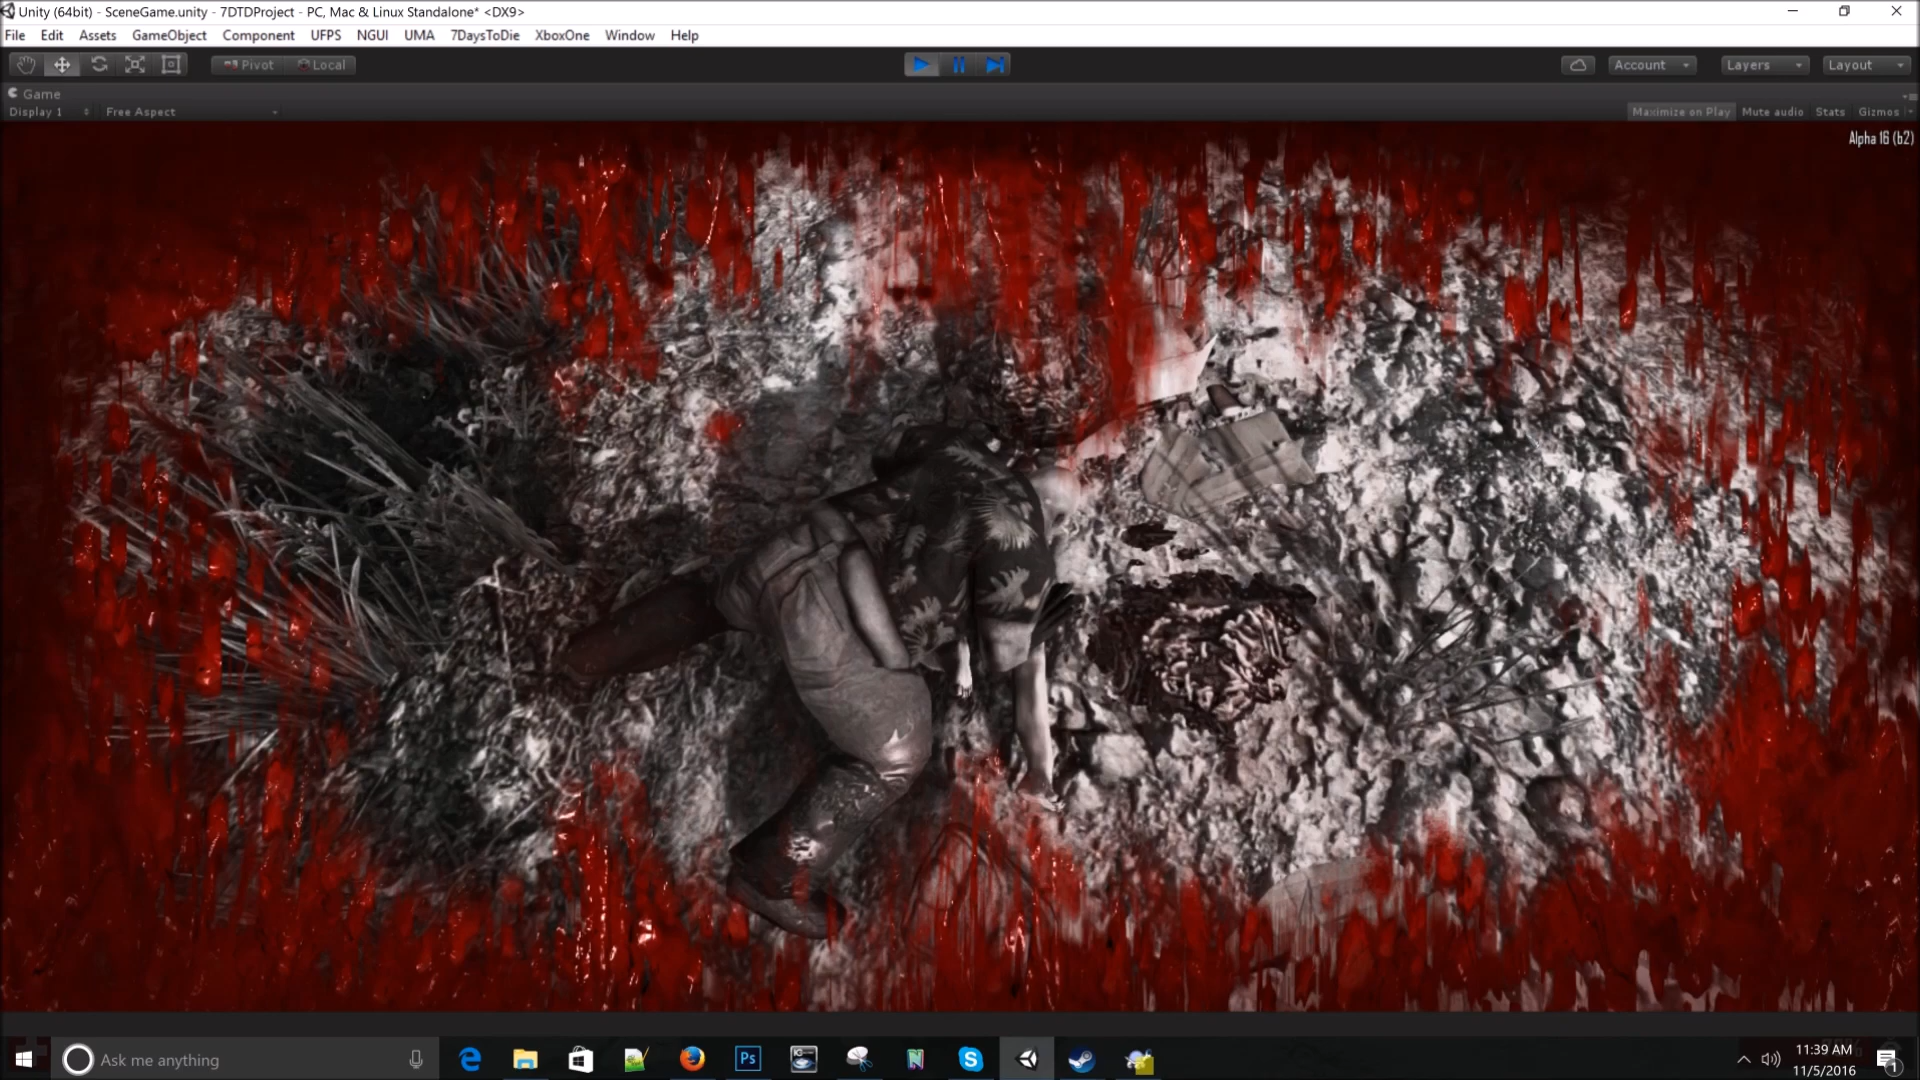 Unity (64bit) - SceneGame.unity - 7DTDProject - PC, Mac & Linux Standalone* <DX9>
File Edit Assets GameObject Component UFPS NGUI UMA 7DaysToDie XboxOne Window Help
Pivot Local Account Layers Layout
Game
Display 1 Free Aspect Maximize on Play Mute audio Stats Gizmos
Alpha 16 (b2)
Ask me anything
Ps
11:39 AM
11/5/2016
1